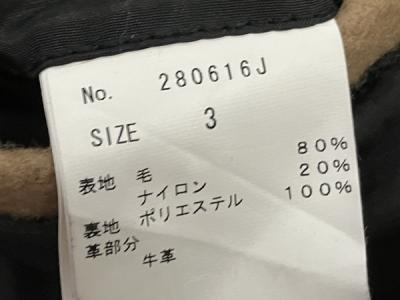 No. 280616J
SIZE 3
表地 毛 80%
ナイロン 20%
裏地 ポリエステル 100%
革部分
牛革